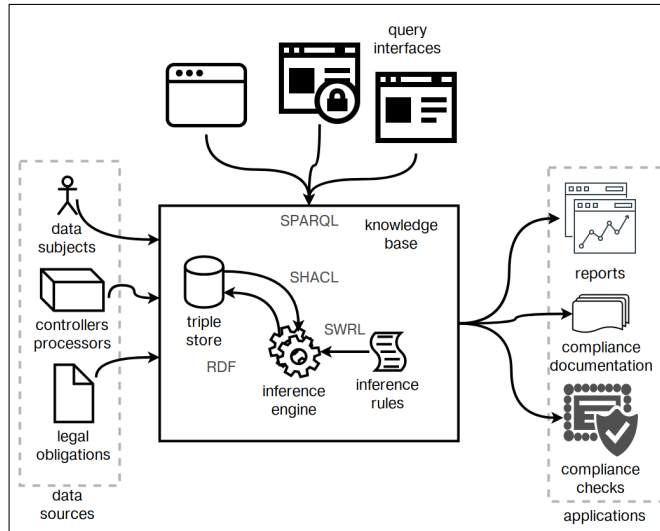 query
interfaces
data
subjects
controllers
processors
legal
obligations
data
sources
SPARQL
knowledge
base
SHACL
triple
store
SWRL
RDF
inference
engine
inference
rules
reports
compliance
documentation
compliance
checks
applications